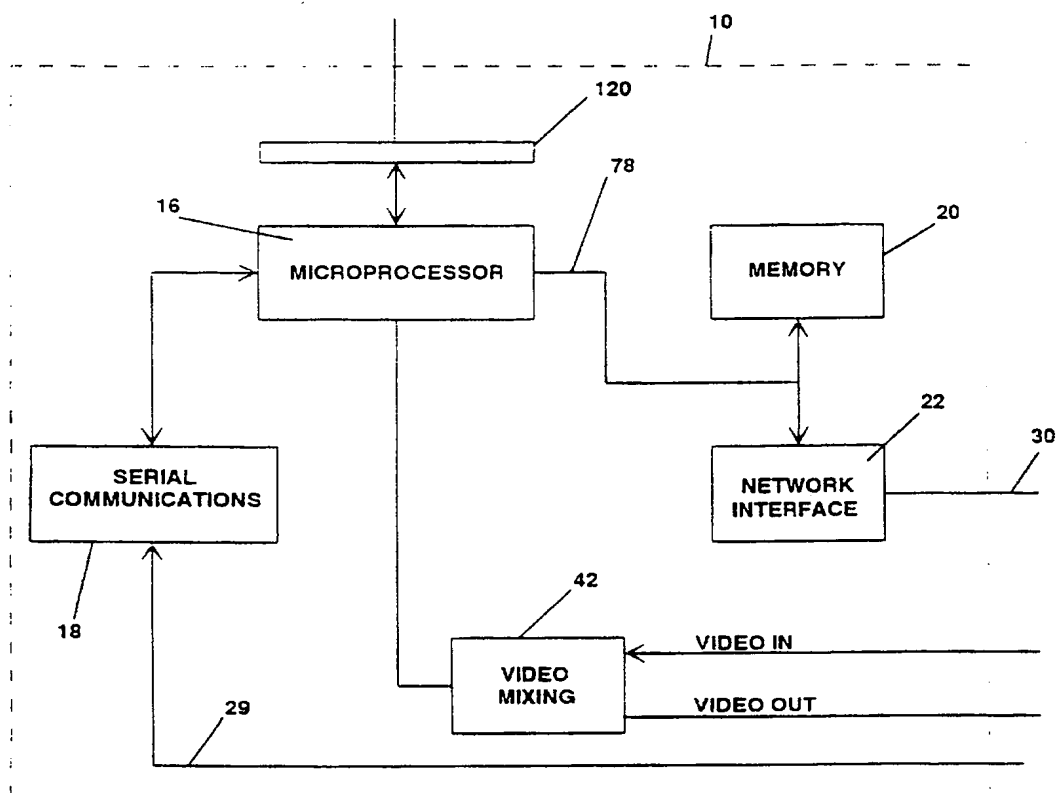 10
120
78
16
20
MICROPROCESSOR
MEMORY
22
30
SERIAL
COMMUNICATIONS
NETWORK
INTERFACE
42
18
VIDEO IN
VIDEO
MIXING
VIDEO OUT
29